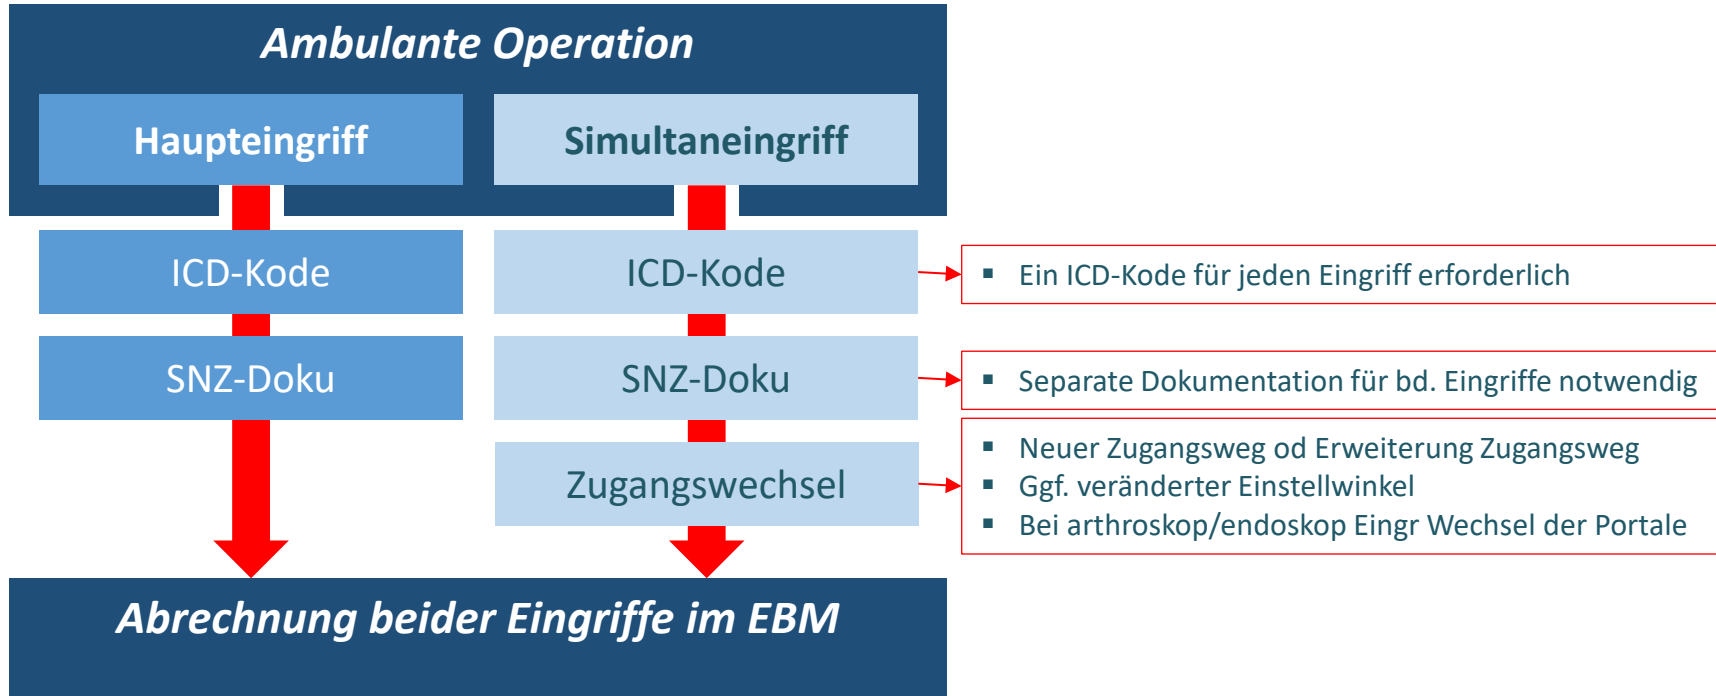 Ambulante Operation
Haupteingriff
Simultaneingriff
ICD-Kode
ICD-Kode
▪ Ein ICD-Kode für jeden Eingriff erforderlich
SNZ-Doku
SNZ-Doku
▪ Separate Dokumentation für bd. Eingriffe notwendig
Zugangswechsel
▪ Neuer Zugangsweg od Erweiterung Zugangsweg
▪ Ggf. veränderter Einstellwinkel
▪ Bei arthroskop/endoskop Eingr Wechsel der Portale
Abrechnung beider Eingriffe im EBM